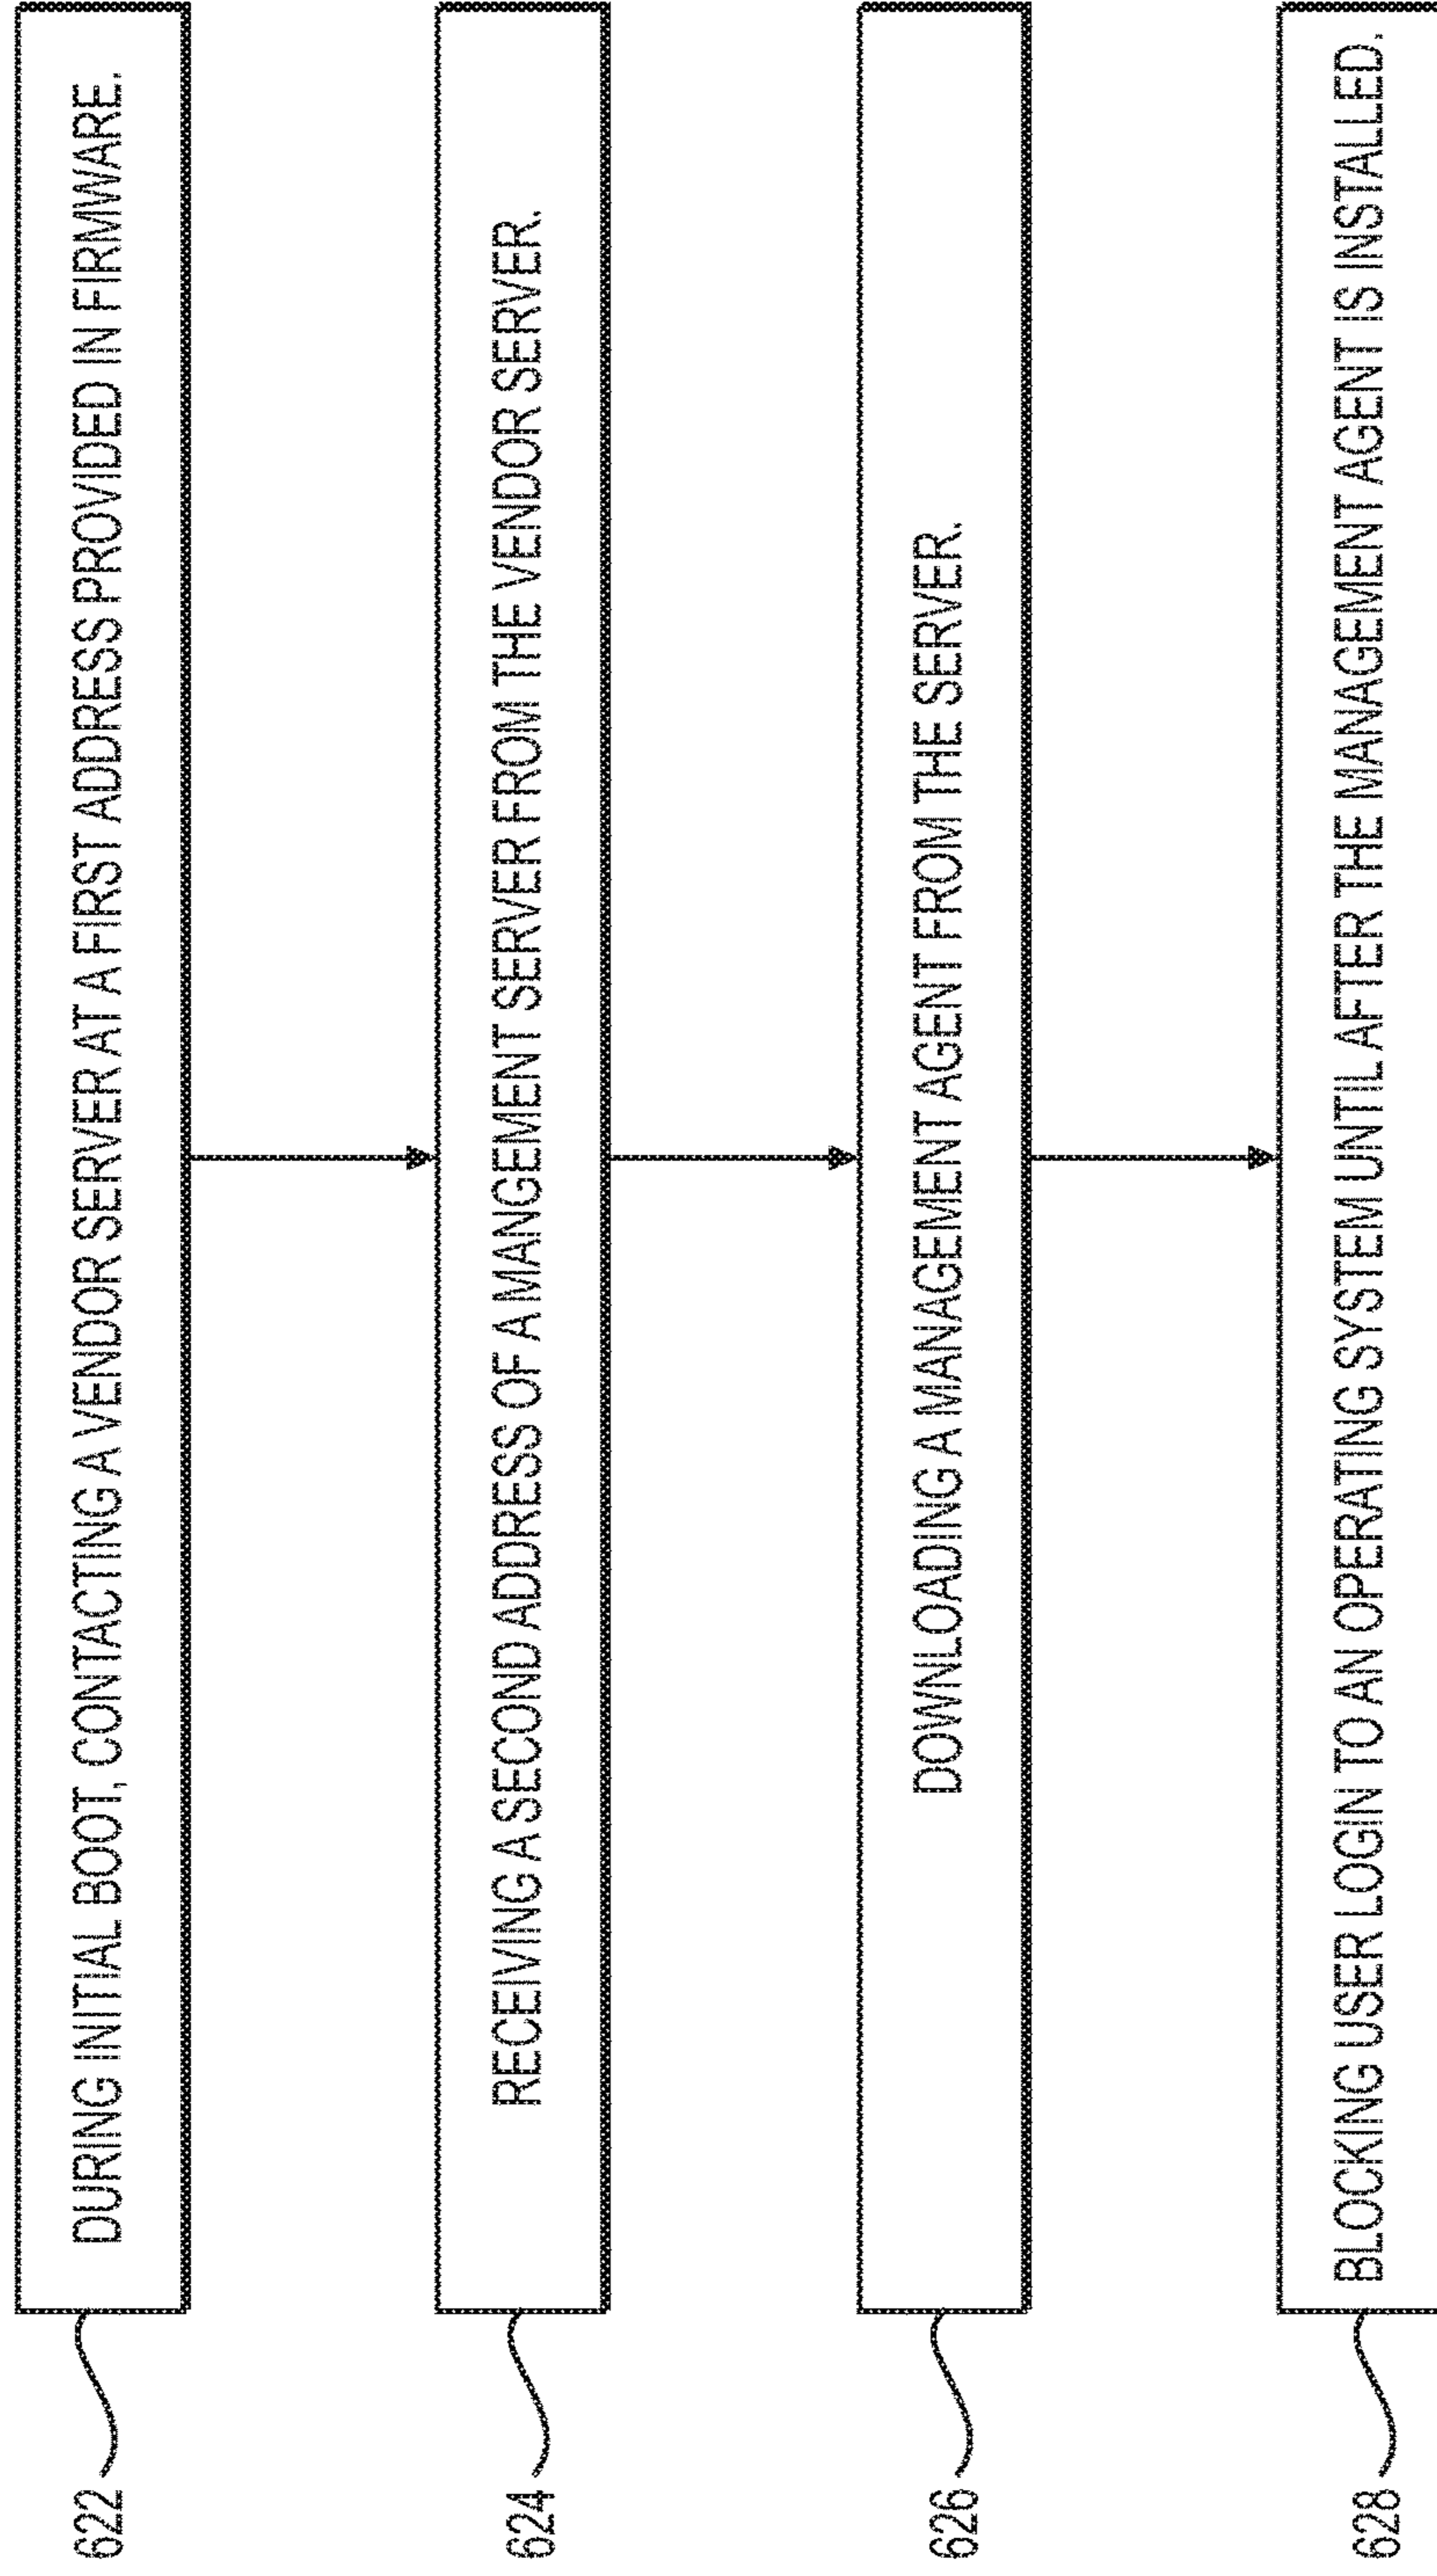 622
DURING INITIAL BOOT, CONTACTING A VENDOR SERVER AT A FIRST ADDRESS PROVIDED IN FIRMWARE.
624
RECEIVING A SECOND ADDRESS OF A MANGEMENT SERVER FROM THE VENDOR SERVER.
626
DOWNLOADING A MANAGEMENT AGENT FROM THE SERVER.
628
BLOCKING USER LOGIN TO AN OPERATING SYSTEM UNTIL AFTER THE MANAGEMENT AGENT IS INSTALLED.